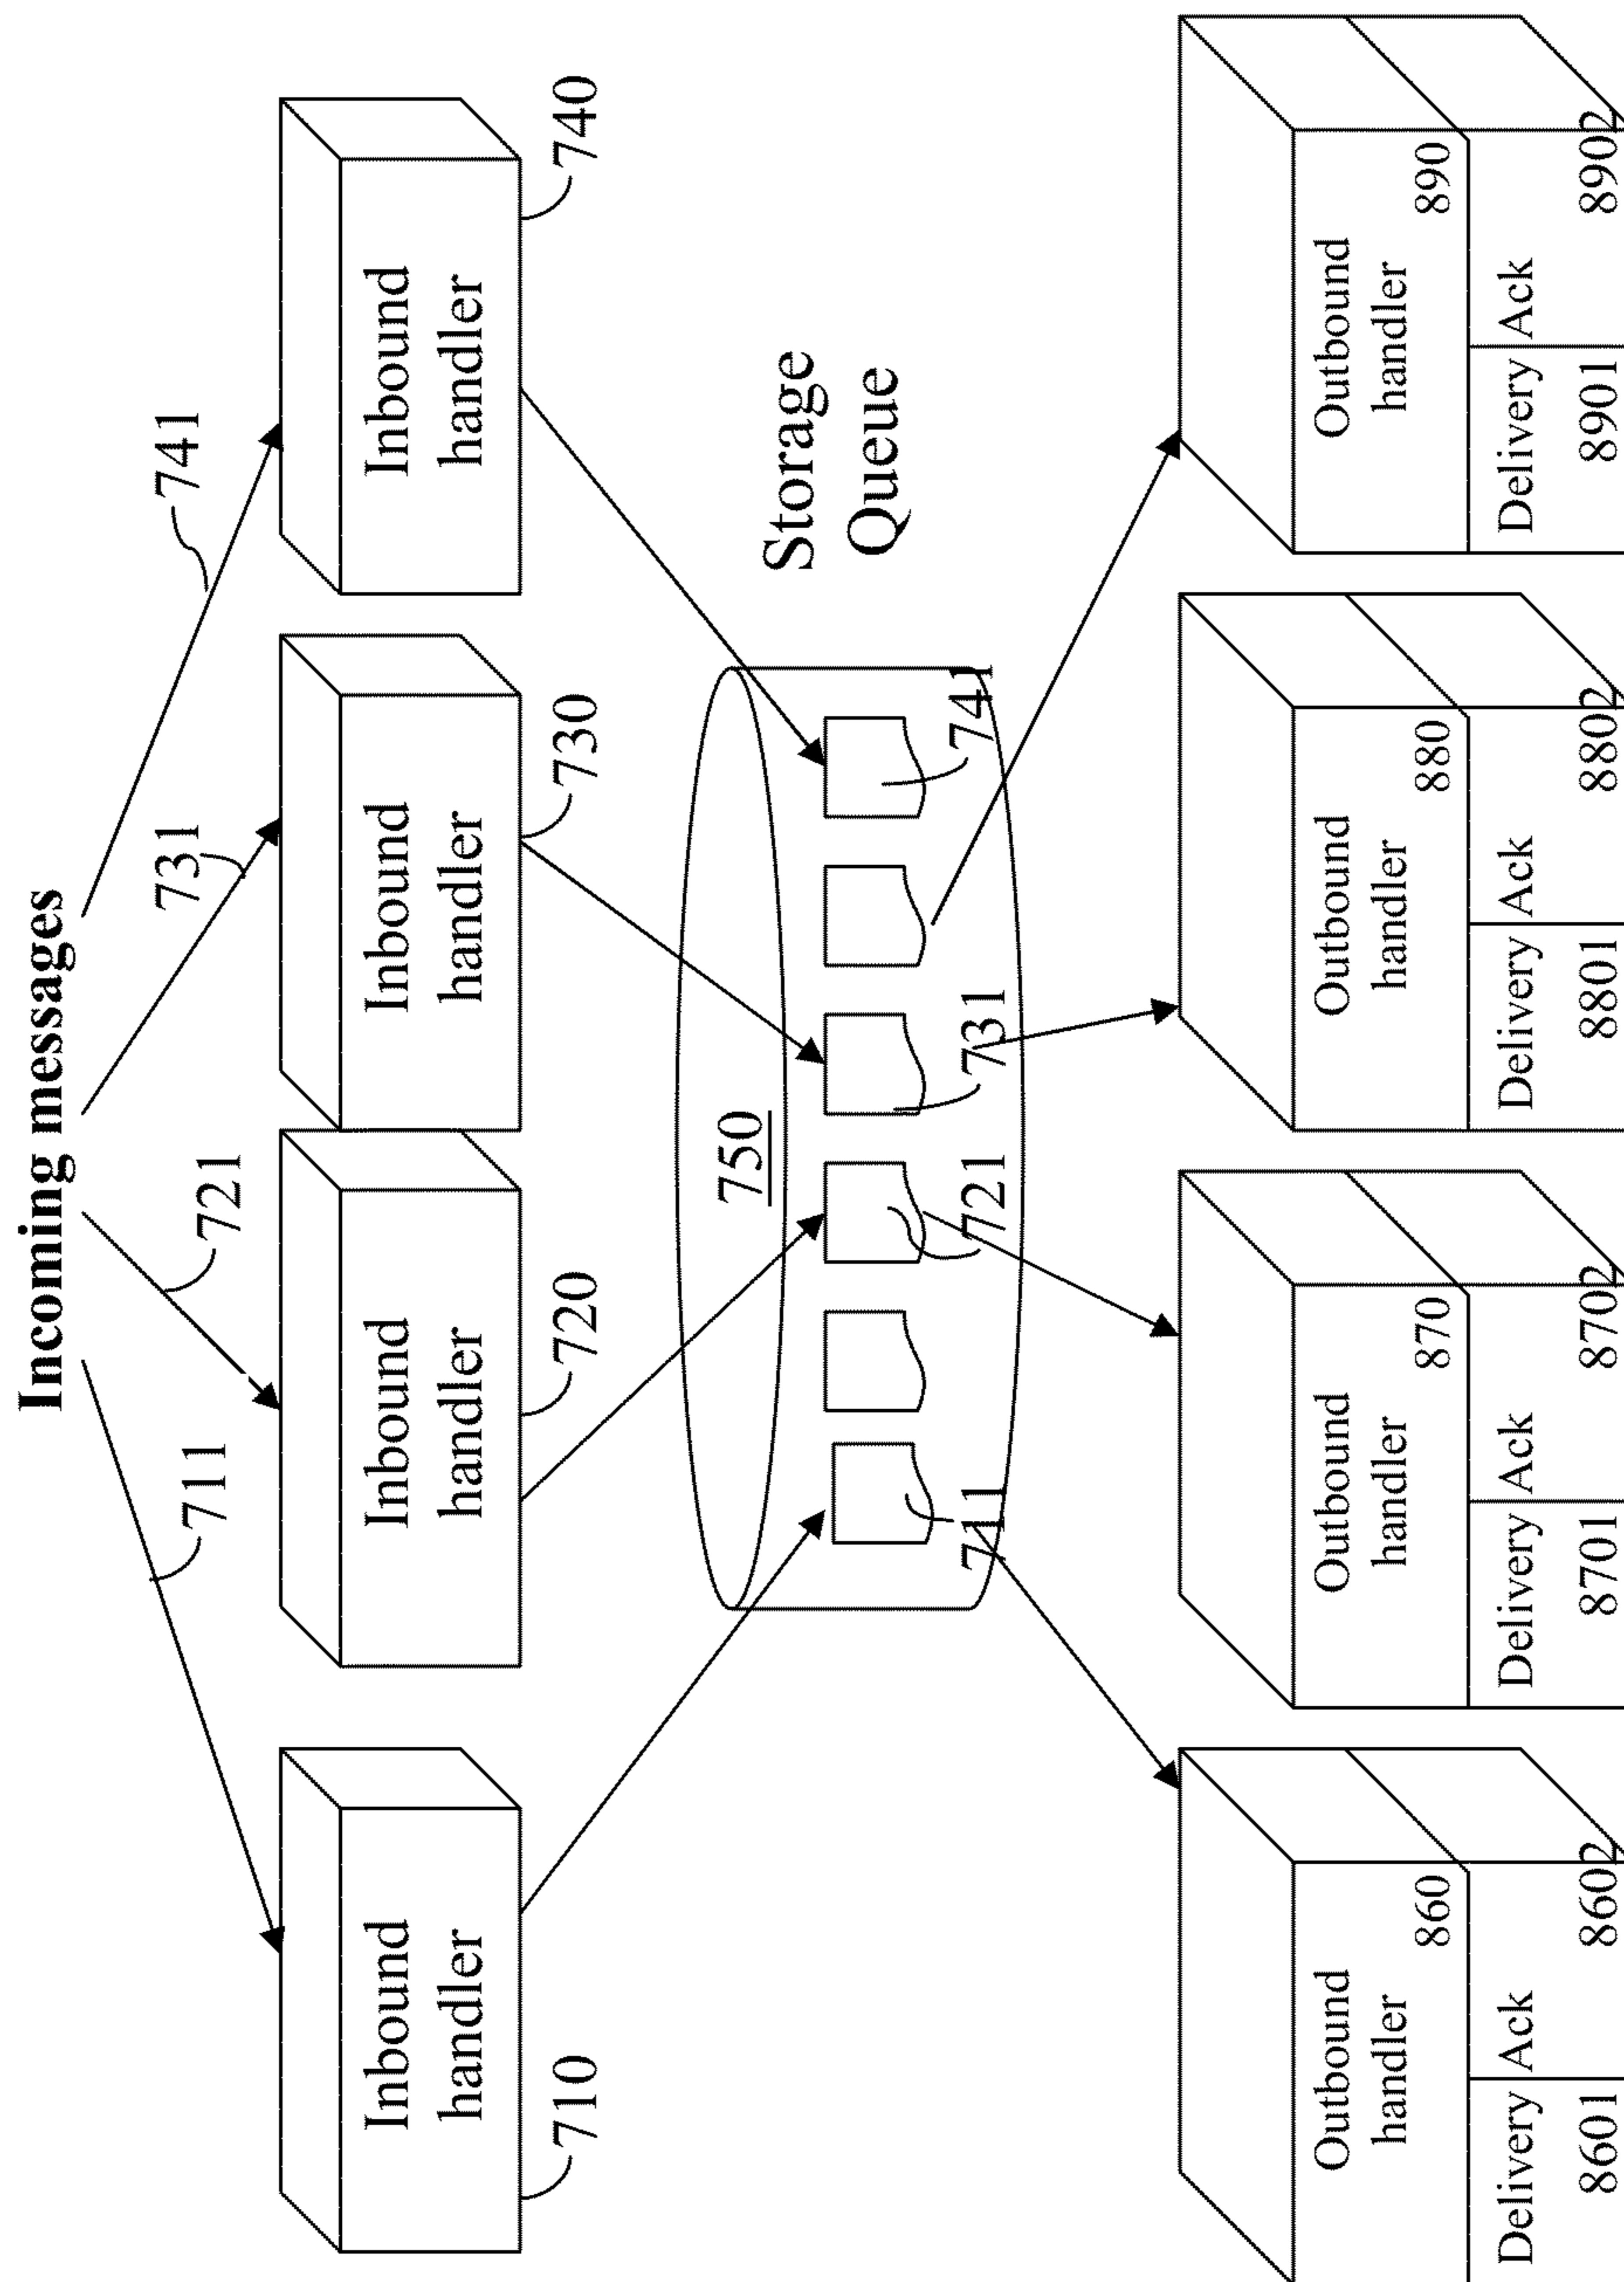 Incoming messages
711
721
731
741
Inbound
handler
710
Inbound
handler
720
Inbound
handler
730
Inbound
handler
740
Storage
Queue
750
711
721
731
741
Outbound
handler
860
Delivery
8601
Ack
8602
Outbound
handler
870
Delivery
8701
Ack
8702
Outbound
handler
880
Delivery
8801
Ack
8802
Outbound
handler
890
Delivery
8901
Ack
8902